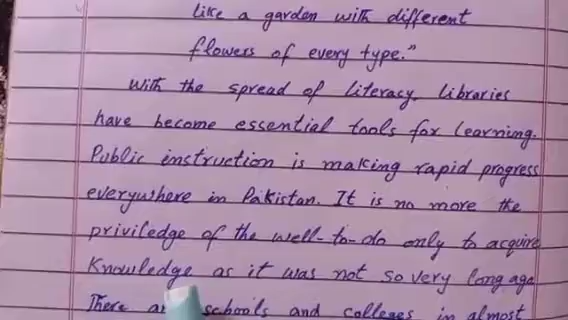 like a garden with different
flowers of every type."
With the spread of literacy, libraries
have become essential tools for learning.
Public instruction is making rapid progress
everywhere in Pakistan. It is no more the
priviledge of the well-to-do only to acquire
Knowledge as it was not so very long ago
There schools and colleges in almost